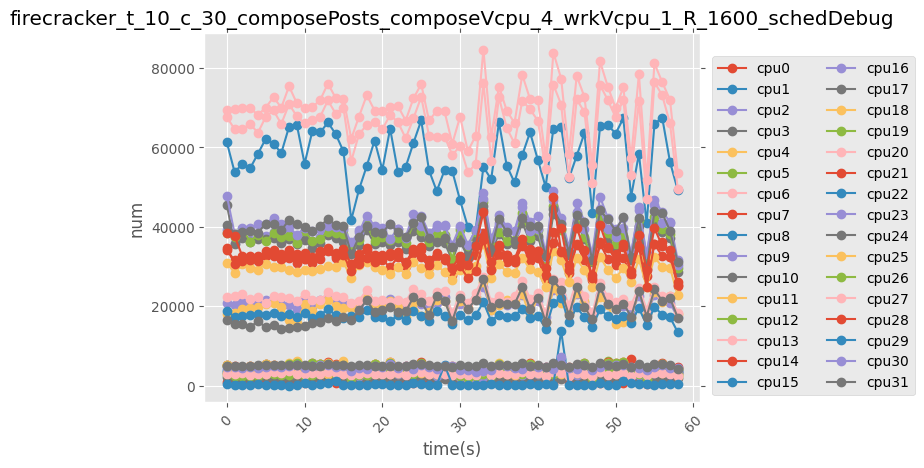 firecracker_t_10_c_30_composePosts_composeVcpu_4_wrkVcpu_1_R_1600_schedDebug
80000
60000
40000
20000
0
num
0
10
20
30
40
50
60
time(s)
cpu0
cpu1
cpu2
cpu3
cpu4
cpu5
cpu6
cpu7
cpu8
cpu9
cpu10
cpu11
cpu12
cpu13
cpu14
cpu15
cpu16
cpu17
cpu18
cpu19
cpu20
cpu21
cpu22
cpu23
cpu24
cpu25
cpu26
cpu27
cpu28
cpu29
cpu30
cpu31